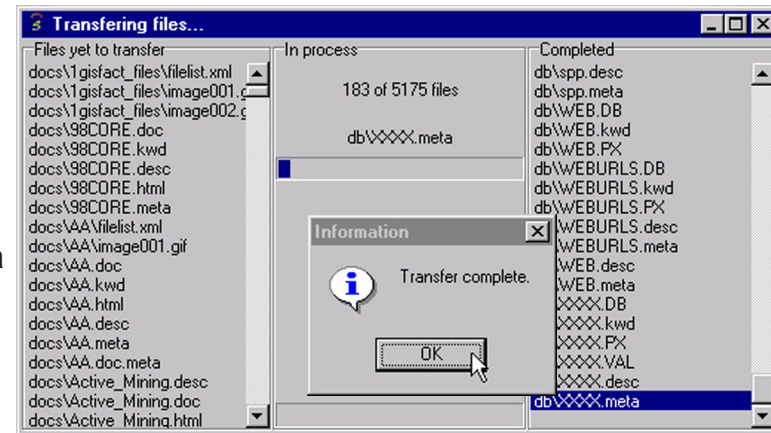 Transfering files...
Files yet to transfer
docs\1gisfact_files\filelist.xml
docs\1gisfact_files\image001.g
docs\1gisfact_files\image002.g
docs\98CORE.doc
docs\98CORE.kwd
docs\98CORE.desc
docs\98CORE.html
docs\98CORE.meta
docs\AA\filelist.xml
docs\AA\image001.gif
docs\AA.doc
docs\AA.kwd
docs\AA.html
docs\AA.desc
docs\AA.meta
docs\AA.doc.meta
docs\Active_Mining.desc
docs\Active_Mining.doc
docs\Active_Mining.html
In process
183 of 5175 files
db\XXXX.meta
Completed
db\spp.desc
db\spp.meta
db\WEB.DB
db\WEB.kwd
db\WEB.PX
db\WEBURLS.DB
db\WEBURLS.kwd
db\WEBURLS.PX
\WEBURLS.desc
\WEBURLS.meta
\WEB.desc
\WEB.meta
\XXXX.DB
\XXXX.kwd
\XXXX.PX
\XXXX.VAL
\XXXX.desc
db\XXXX.meta
Information
Transfer complete.
OK